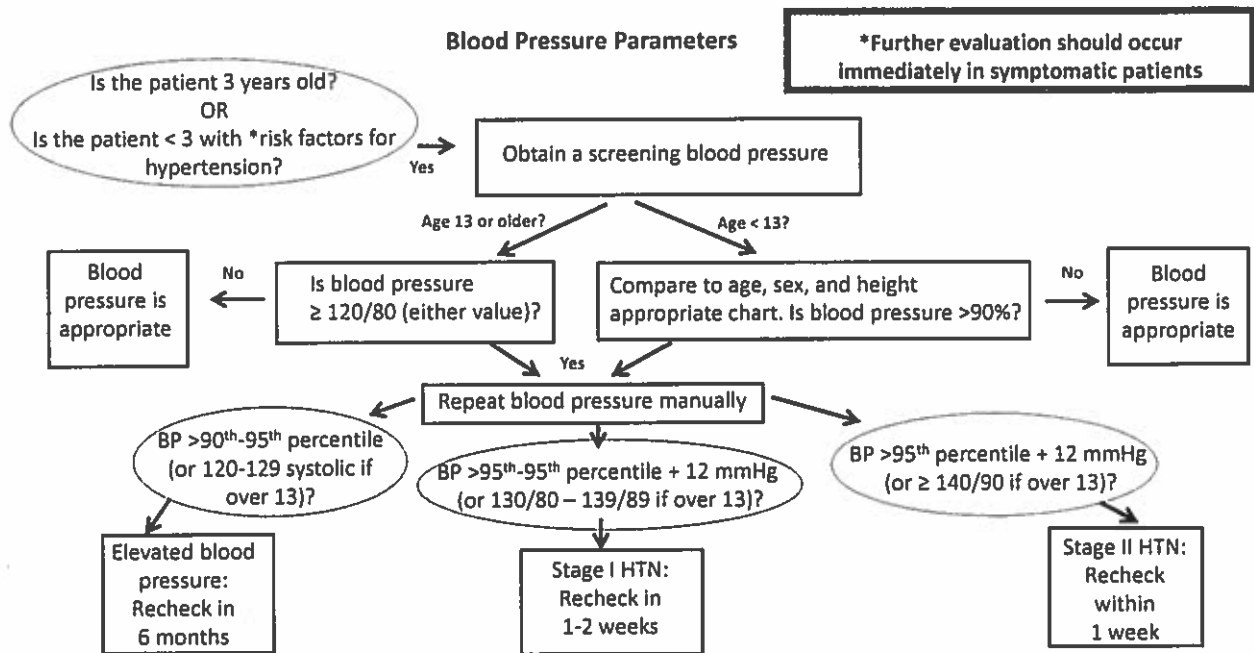 Blood Pressure Parameters
*Further evaluation should occur
immediately in symptomatic patients
Is the patient 3 years old?
OR
Is the patient < 3 with *risk factors for
hypertension?
Yes
Obtain a screening blood pressure
Age 13 or older?
Age < 13?
Blood
pressure is
appropriate
No
Is blood pressure
≥ 120/80 (either value)?
Compare to age, sex, and height
appropriate chart. Is blood pressure >90%?
No
Blood
pressure is
appropriate
Yes
Repeat blood pressure manually
BP >90th-95th percentile
(or 120-129 systolic if
over 13)?
BP >95th-95th percentile + 12 mmHg
(or 130/80 – 139/89 if over 13)?
BP >95th percentile + 12 mmHg
(or ≥ 140/90 if over 13)?
Elevated blood
pressure:
Recheck in
6 months
Stage I HTN:
Recheck in
1-2 weeks
Stage II HTN:
Recheck
within
1 week